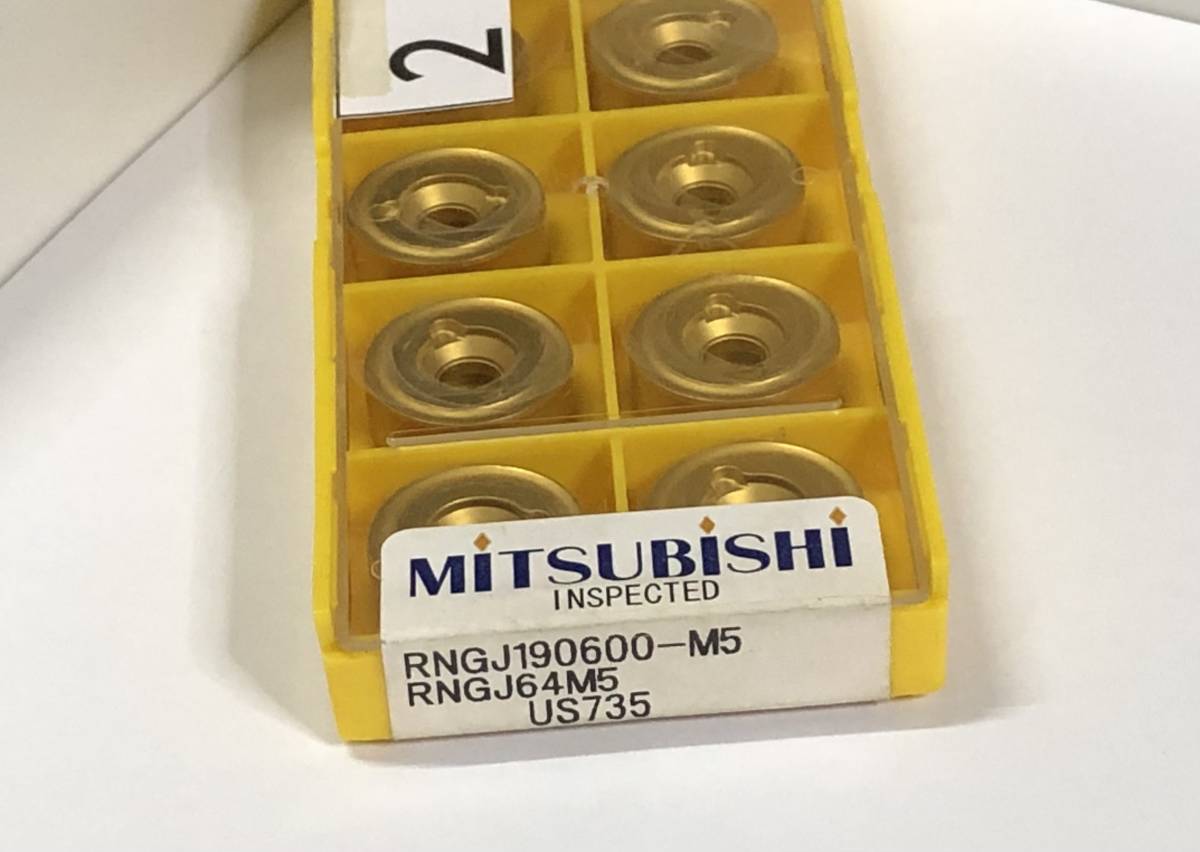 2
MITSUBISHI
INSPECTED
RNGJ190600-M5
RNGJ64M5
US735